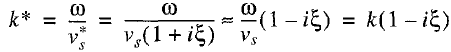 k* = ω / v_s* = ω / v_s(1 + iξ) ≈ ω / v_s (1 – iξ) = k(1 – iξ)